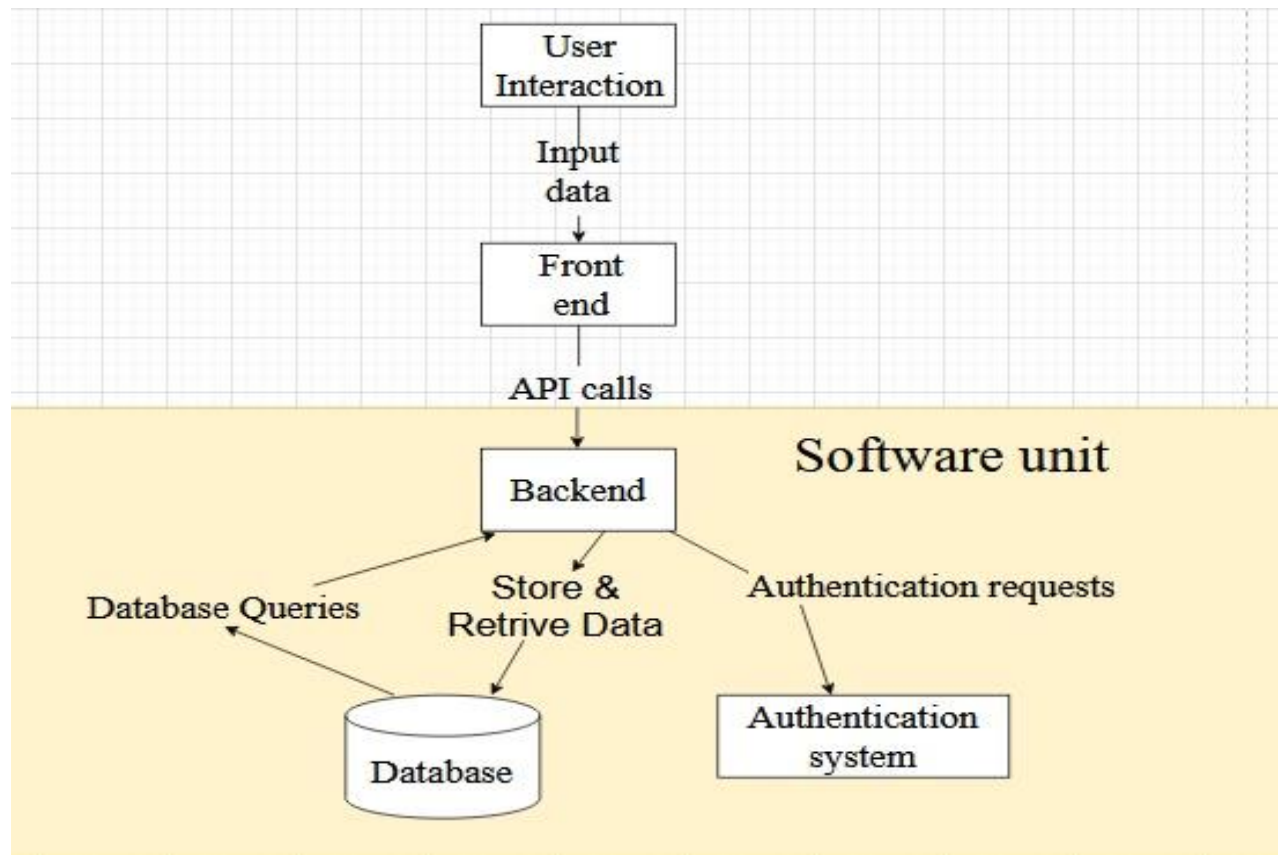 User
Interaction
Input
data
Front
end
API calls
Software unit
Backend
Database Queries
Store &
Retrive Data
Authentication requests
Database
Authentication
system